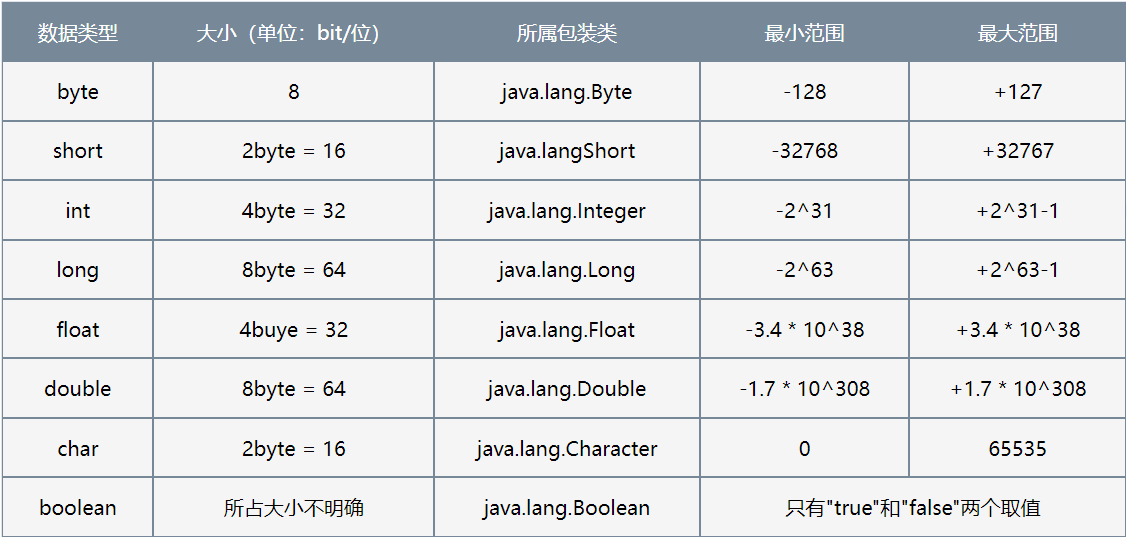 数据类型 大小（单位：bit/位） 所属包装类 最小范围 最大范围
byte 8 java.lang.Byte -128 +127
short 2byte = 16 java.langShort -32768 +32767
int 4byte = 32 java.lang.Integer -2^31 +2^31-1
long 8byte = 64 java.lang.Long -2^63 +2^63-1
float 4buye = 32 java.lang.Float -3.4 * 10^38 +3.4 * 10^38
double 8byte = 64 java.lang.Double -1.7 * 10^308 +1.7 * 10^308
char 2byte = 16 java.lang.Character 0 65535
boolean 所占大小不明确 java.lang.Boolean 只有"true"和"false"两个取值